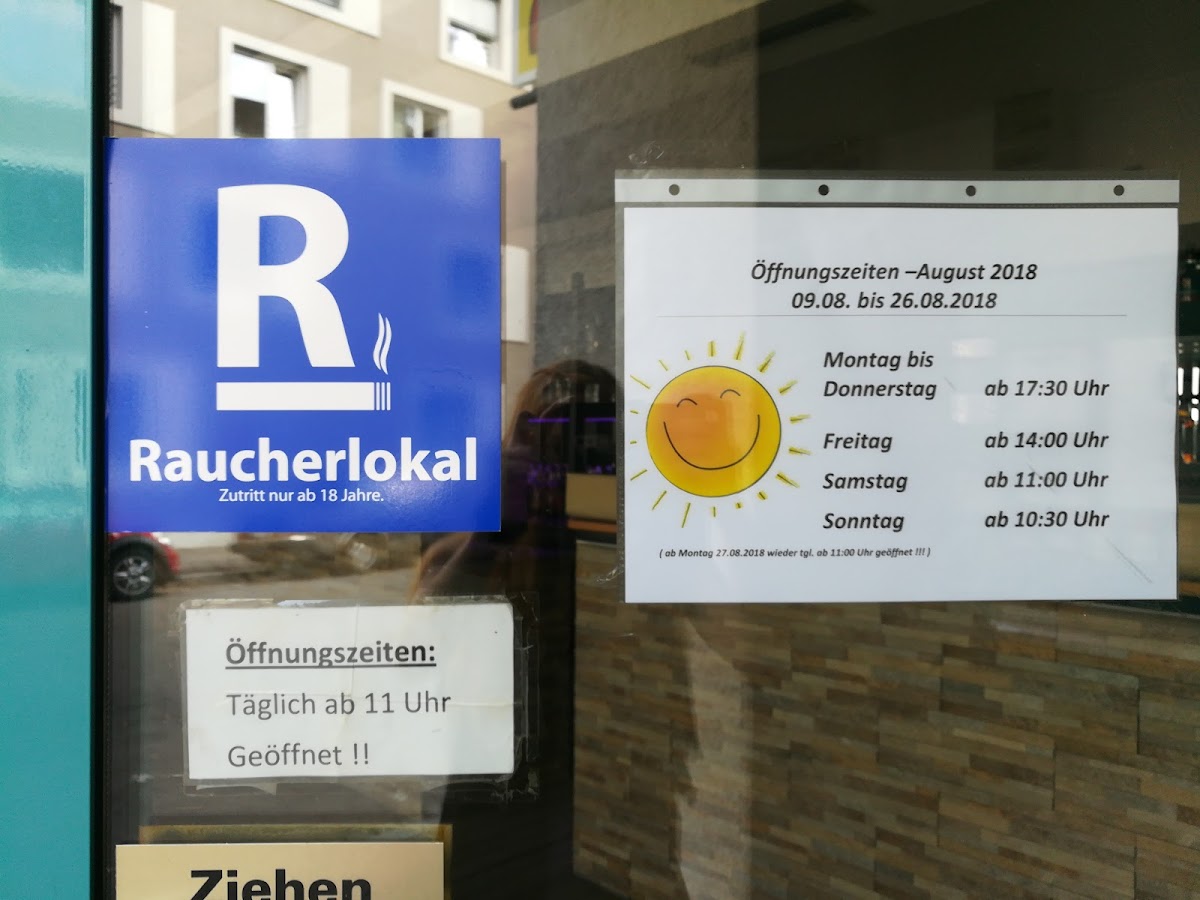 R
Raucherlokal
Zutritt nur ab 18 Jahre.
Öffnungszeiten:
Täglich ab 11 Uhr
Geöffnet !!
Ziehen
Öffnungszeiten –August 2018
09.08. bis 26.08.2018
Montag bis
Donnerstag ab 17:30 Uhr
Freitag ab 14:00 Uhr
Samstag ab 11:00 Uhr
Sonntag ab 10:30 Uhr
( ab Montag 27.08.2018 wieder tgl. ab 11:00 Uhr geöffnet !!! )